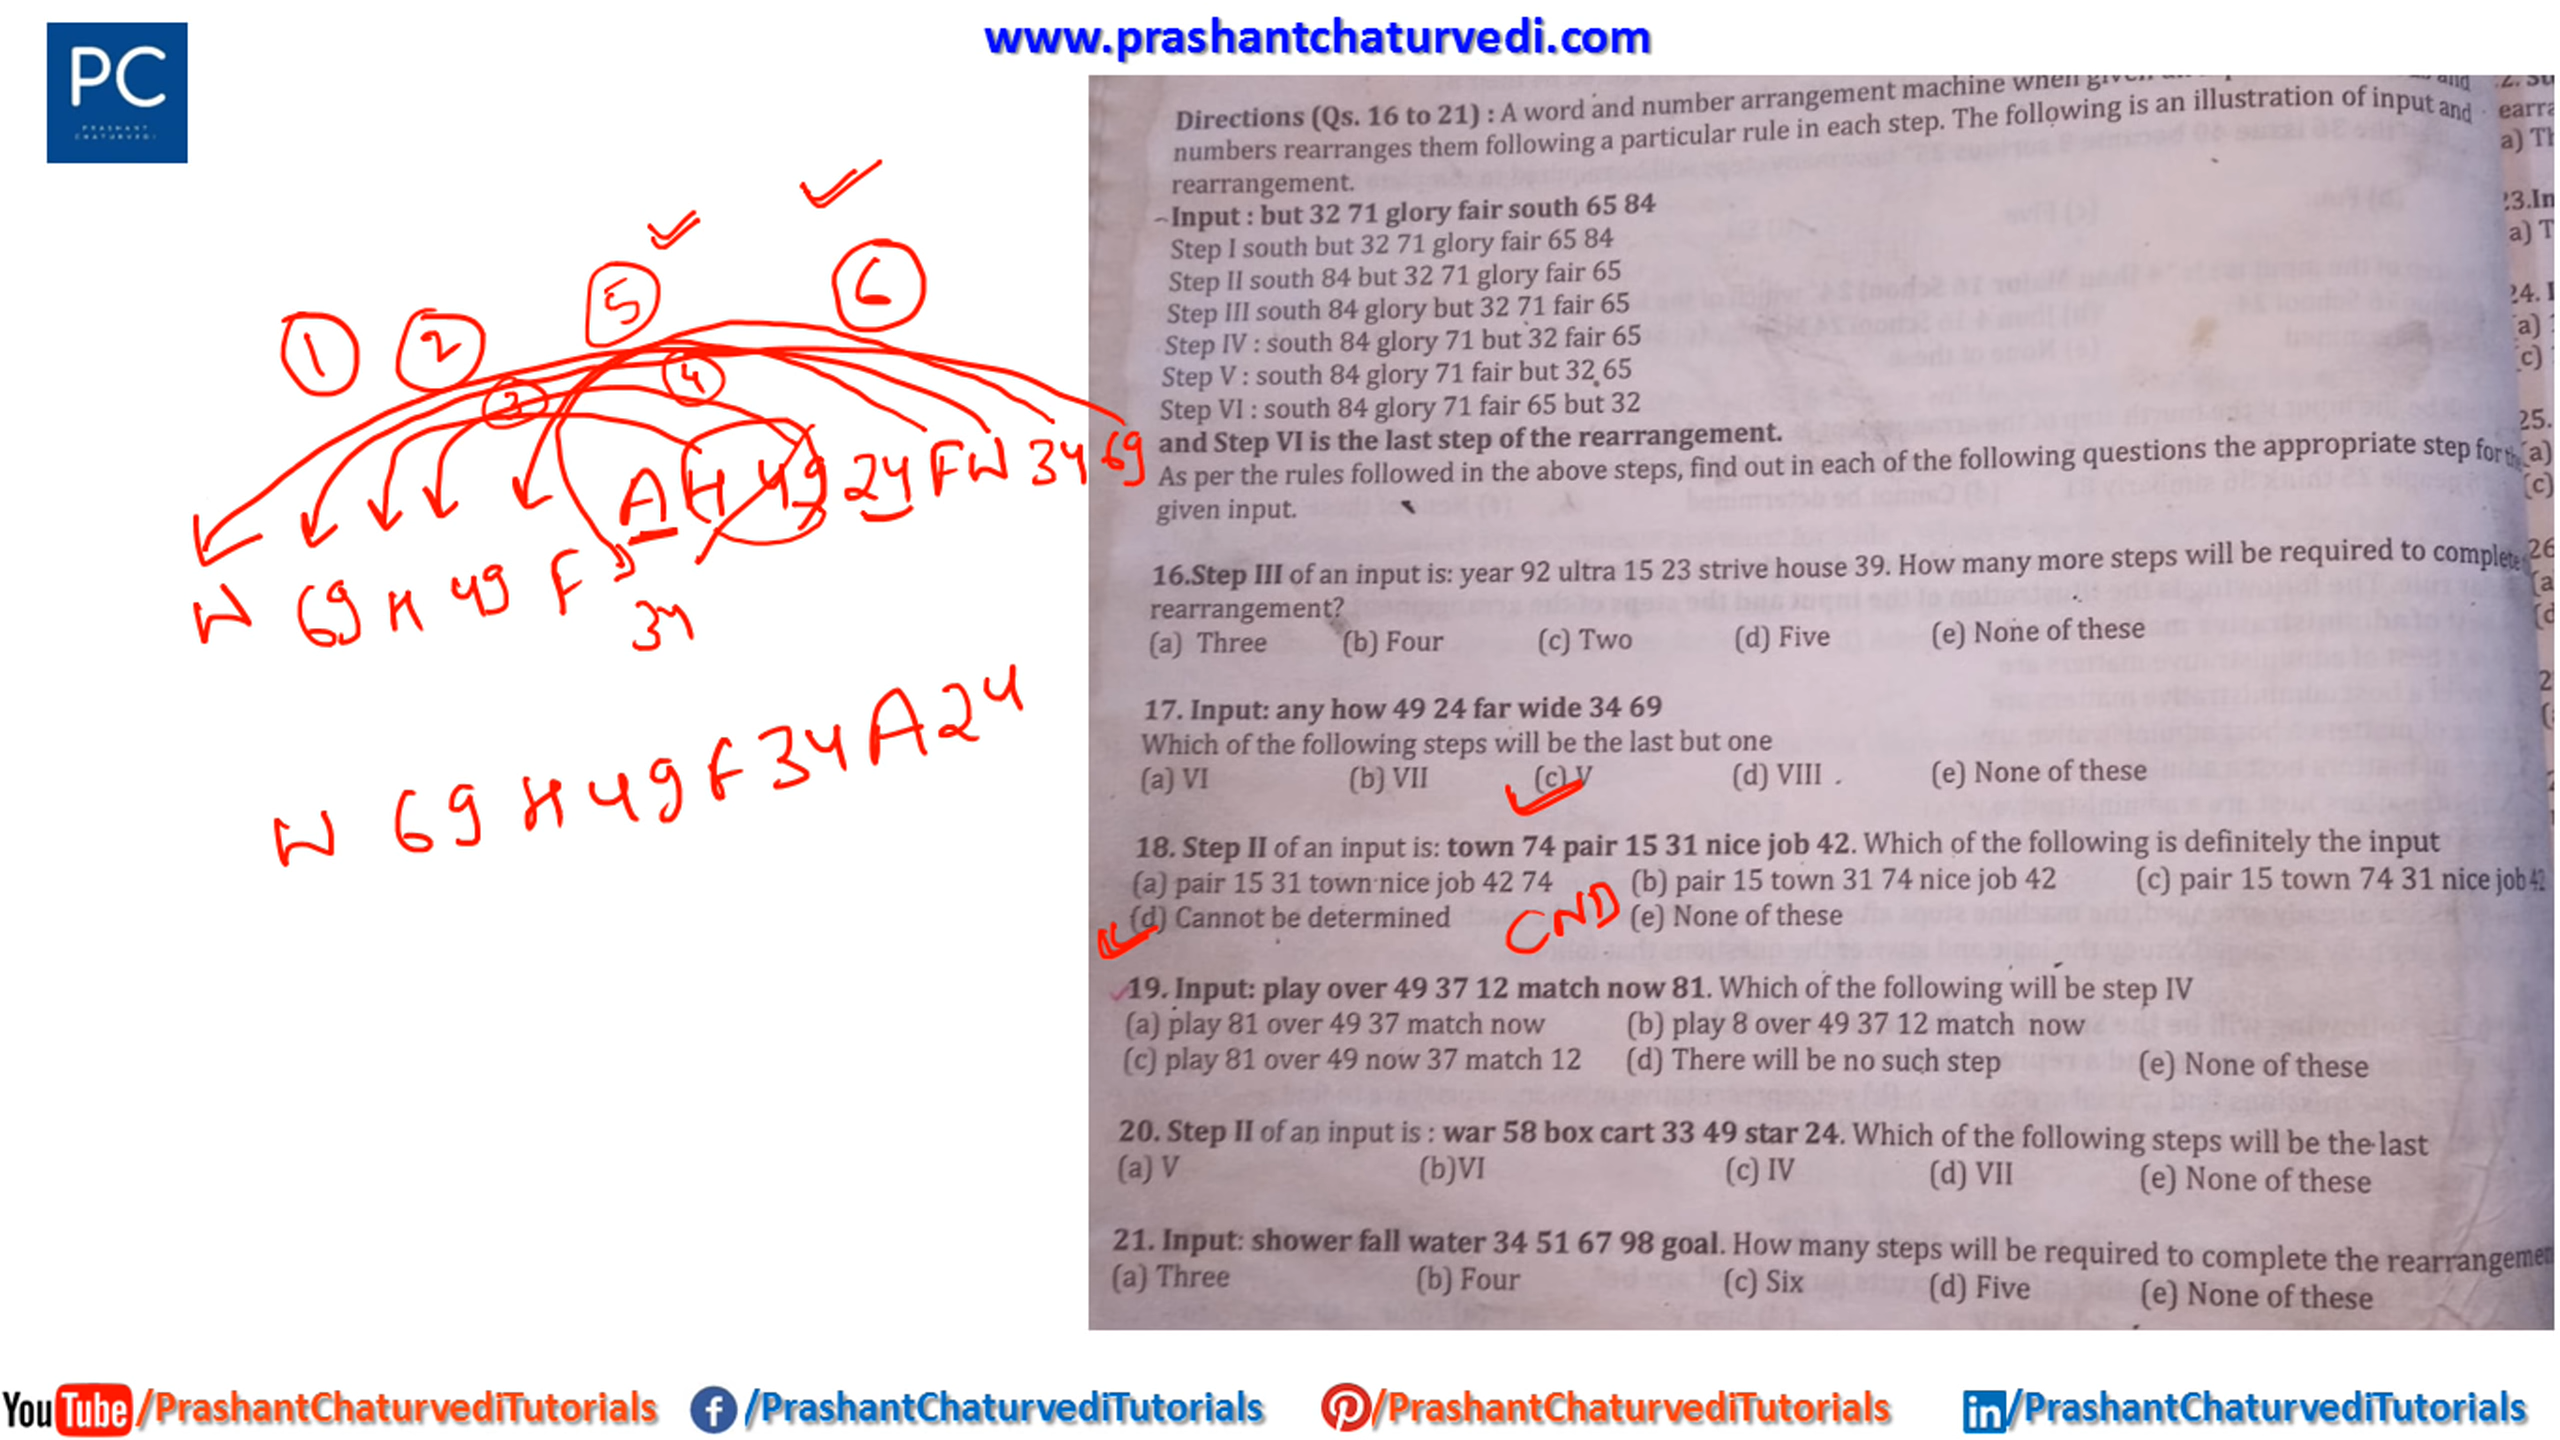 www.prashantchaturvedi.com
PC
PRASHANT
CHATURVEDI
Directions (Qs. 16 to 21) : A word and number arrangement machine when
numbers rearranges them following a particular rule in each step. The following is an illustration of input and
rearrangement.
Input : but 32 71 glory fair south 65 84
Step I south but 32 71 glory fair 65 84
Step II south 84 but 32 71 glory fair 65
Step III south 84 glory but 32 71 fair 65
Step IV : south 84 glory 71 but 32 fair 65
Step V : south 84 glory 71 fair but 32 65
Step VI : south 84 glory 71 fair 65 but 32
and Step VI is the last step of the rearrangement.
As per the rules followed in the above steps, find out in each of the following questions the appropriate step for the
given input.
16.Step III of an input is: year 92 ultra 15 23 strive house 39. How many more steps will be required to complete
rearrangement?
(a) Three (b) Four (c) Two (d) Five (e) None of these
17. Input: any how 49 24 far wide 34 69
Which of the following steps will be the last but one
(a) VI (b) VII (c) V (d) VIII . (e) None of these
18. Step II of an input is: town 74 pair 15 31 nice job 42. Which of the following is definitely the input
(a) pair 15 31 town nice job 42 74 (b) pair 15 town 31 74 nice job 42 (c) pair 15 town 74 31 nice job 42
(d) Cannot be determined CND (e) None of these
19. Input: play over 49 37 12 match now 81. Which of the following will be step IV
(a) play 81 over 49 37 match now (b) play 8 over 49 37 12 match now
(c) play 81 over 49 now 37 match 12 (d) There will be no such step (e) None of these
20. Step II of an input is : war 58 box cart 33 49 star 24. Which of the following steps will be the last
(a) V (b)VI (c) IV (d) VII (e) None of these
21. Input: shower fall water 34 51 67 98 goal. How many steps will be required to complete the rearrangemen
(a) Three (b) Four (c) Six (d) Five (e) None of these
1 2 5 6
3 4
A H 49 24 F W 34 69
W 69 H 49 F
34
W 69 H 49 F 34 A 24
2. St
earra
a) Th
23.In
a) T
24. I
(a)
(c)
25.
(a)
(c)
26
(a
(d
2
YouTube/PrashantChaturvediTutorials
f/PrashantChaturvediTutorials
/PrashantChaturvediTutorials
in/PrashantChaturvediTutorials